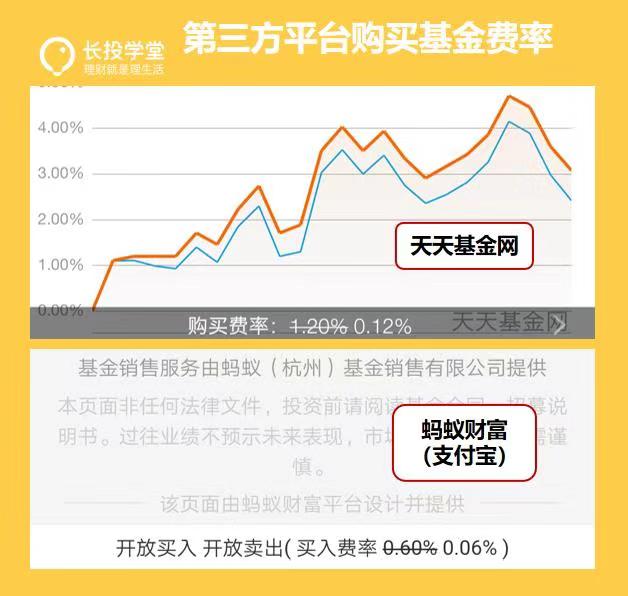 长投学堂
理财就是理生活
第三方平台购买基金费率
4.00%
3.00%
2.00%
1.00%
0.00%
天天基金网
购买费率：1.20% 0.12%
天天基金网
基金销售服务由蚂蚁（杭州）基金销售有限公司提供
本页面非任何法律文件，投资前请阅读基金合同，招募说
明书。过往业绩不预示未来表现，市 需谨
慎。
蚂蚁财富
（支付宝）
该页面由蚂蚁财富平台设计并提供
开放买入 开放卖出( 买入费率 0.60% 0.06% )